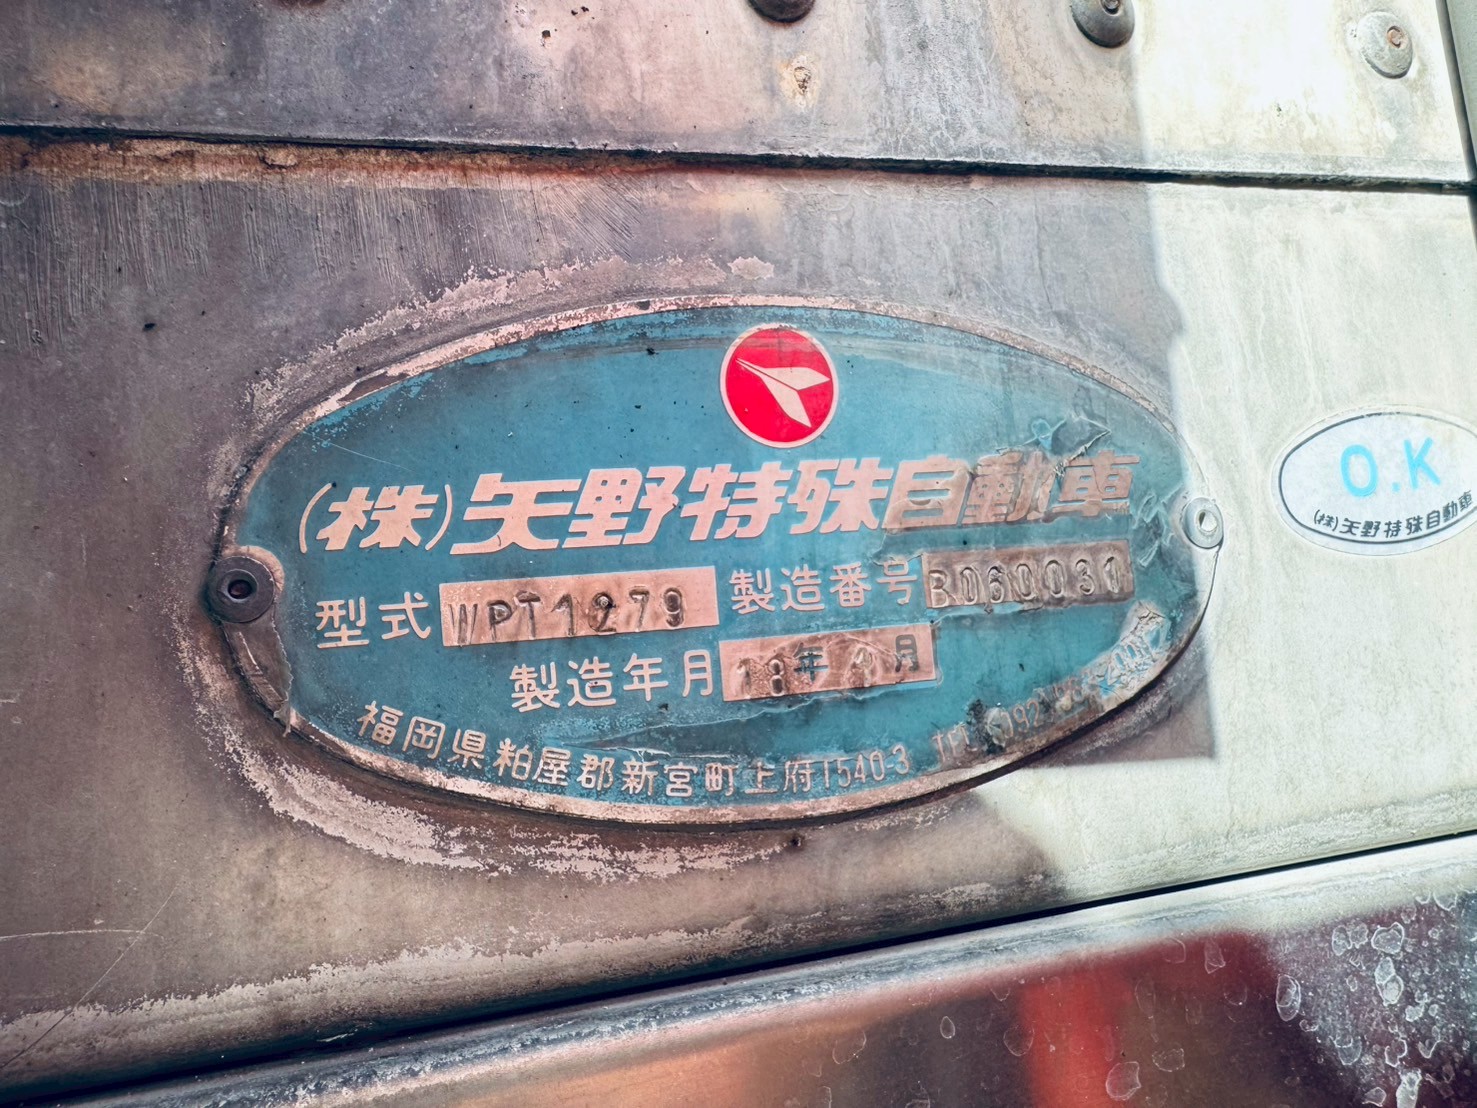 (株)矢野特殊自動車
型式 WPT1279 製造番号 B060030
製造年月 18年 月
福岡県粕屋郡新宮町上府1540-3 TEL
O.K
(株)矢野特殊自動車